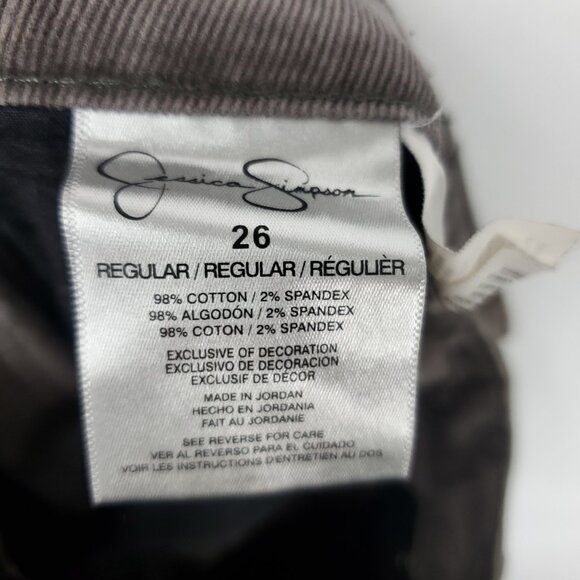 Jessica Simpson
26
REGULAR / REGULAR / RÉGULIÈR
98% COTTON / 2% SPANDEX
98% ALGODÓN / 2% SPANDEX
98% COTON / 2% SPANDEX
EXCLUSIVE OF DECORATION
EXCLUSIVO DE DECORACIÓN
EXCLUSIF DE DÉCOR
MADE IN JORDAN
HECHO EN JORDANIA
FAIT AU JORDANIE
SEE REVERSE FOR CARE
VER AL REVERSO PARA EL CUIDADO
VOIR LES INSTRUCTIONS D'ENTRETIEN AU DOS